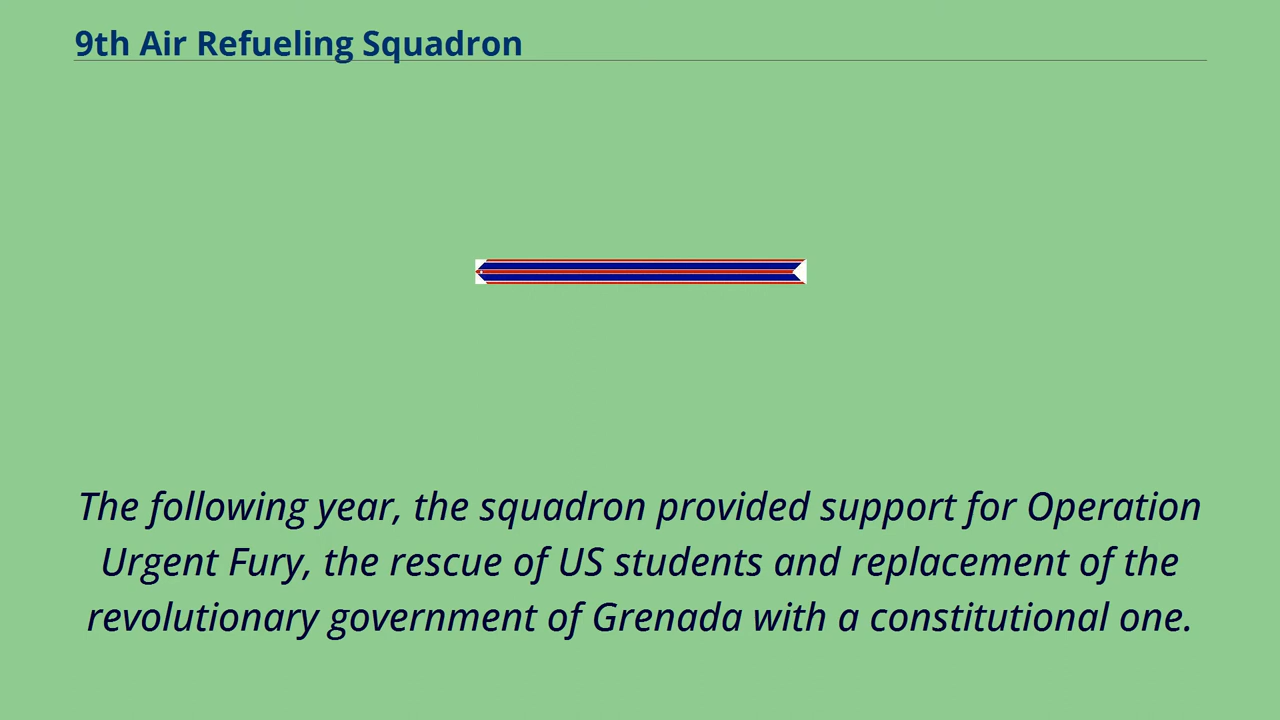 9th Air Refueling Squadron
The following year, the squadron provided support for Operation
Urgent Fury, the rescue of US students and replacement of the
revolutionary government of Grenada with a constitutional one.